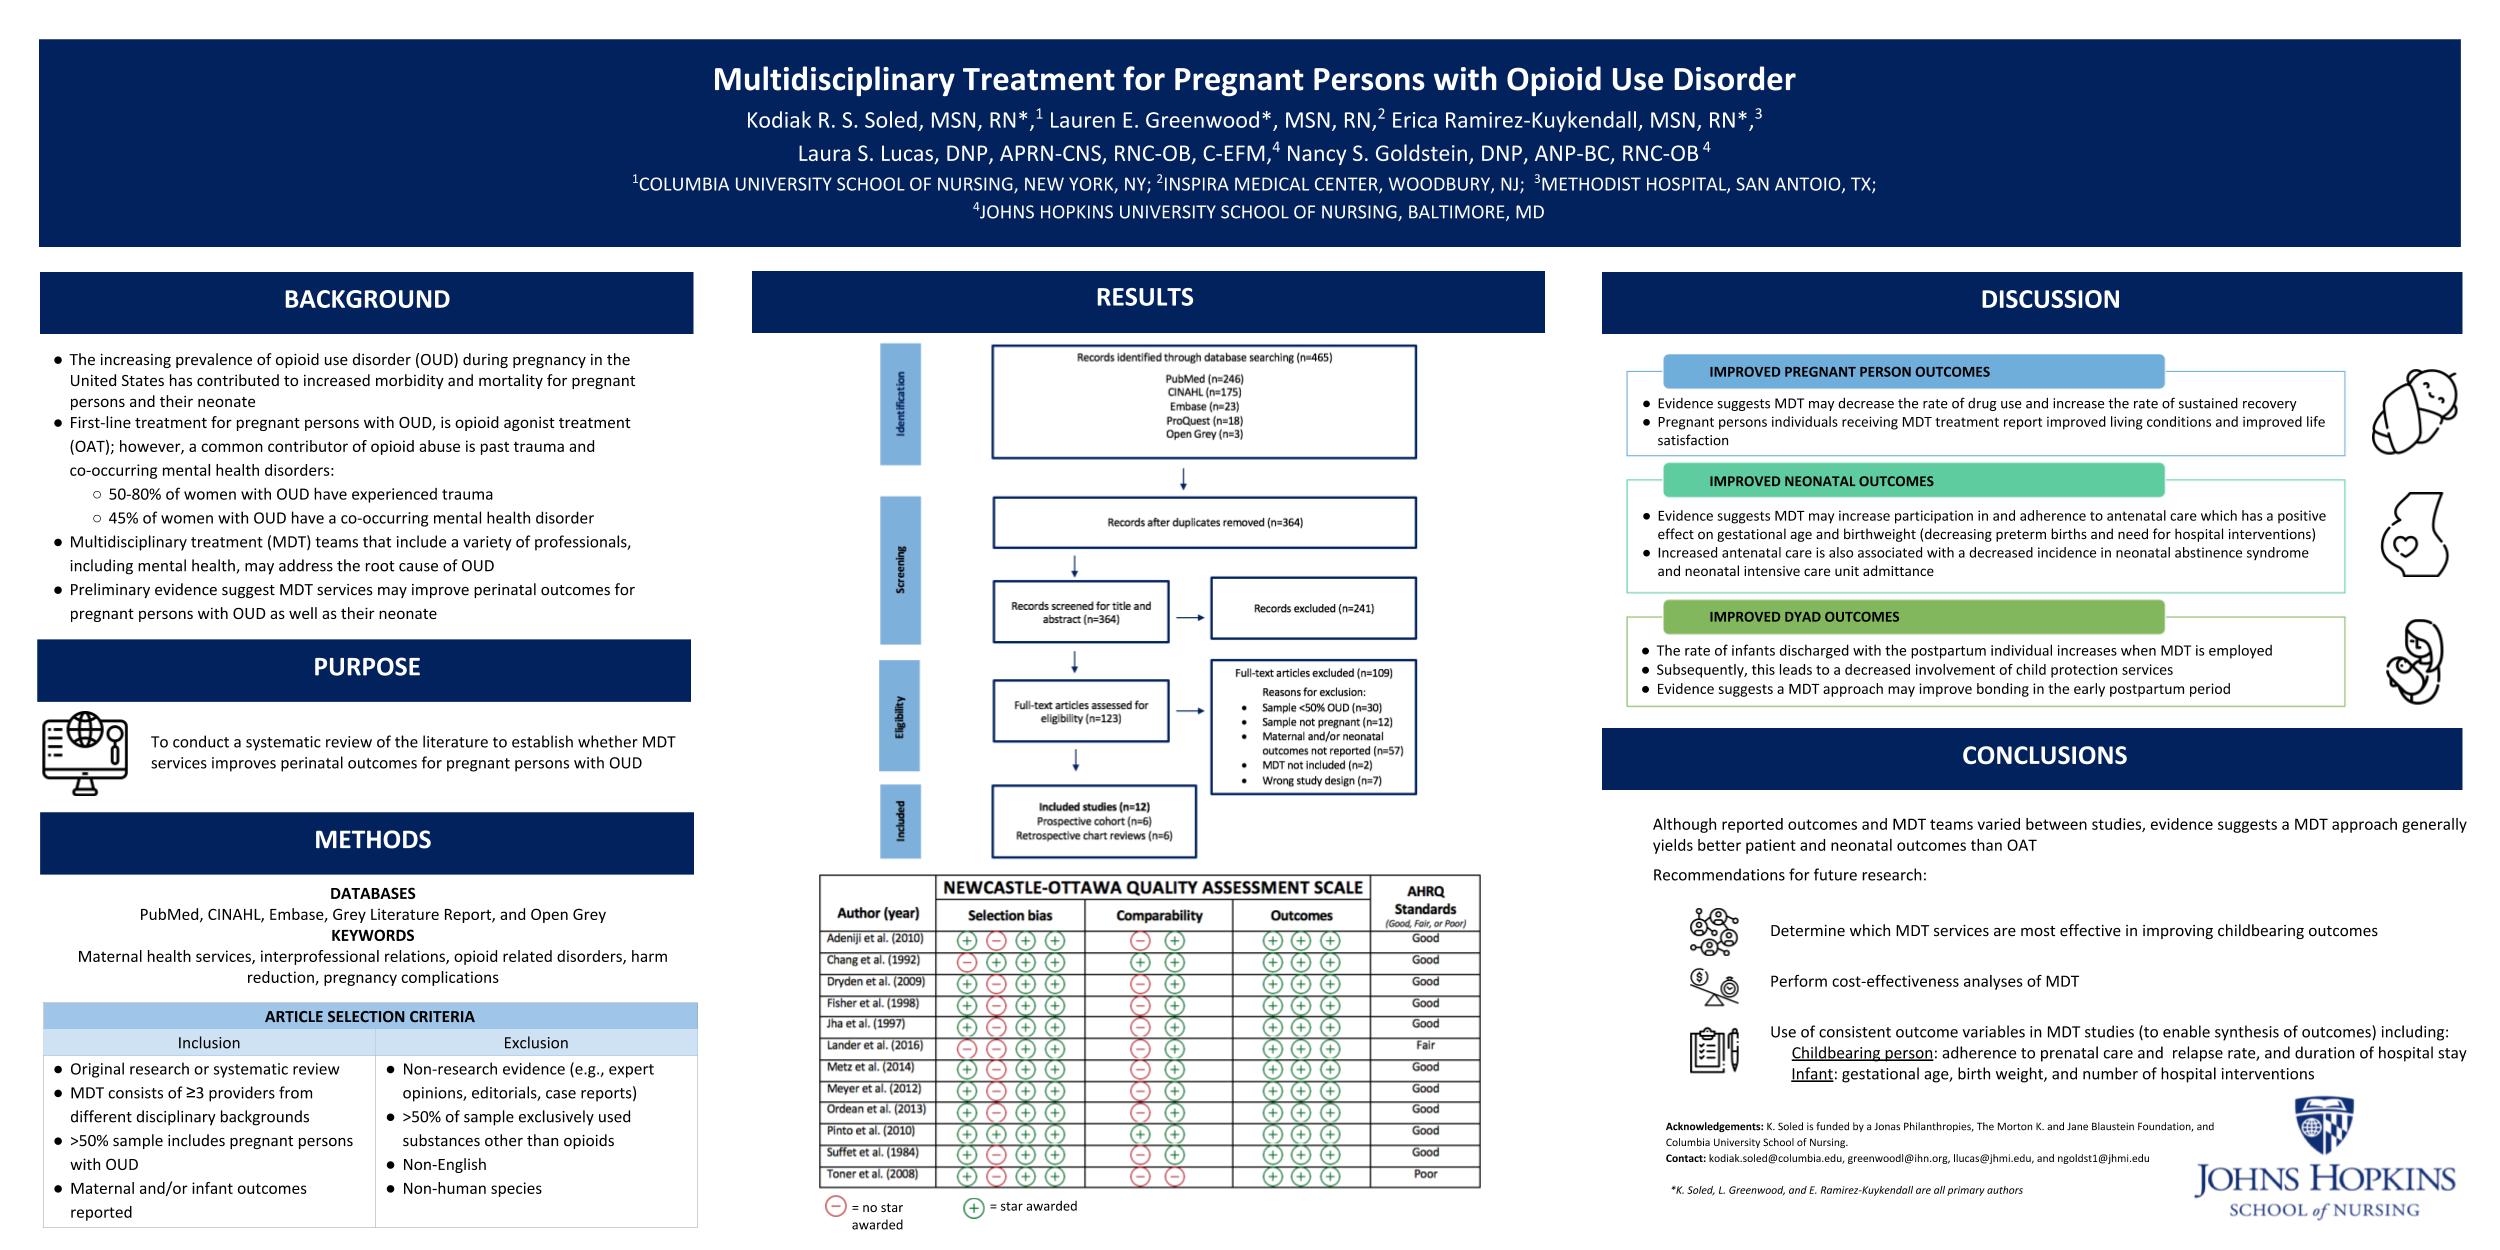 Multidisciplinary Treatment for Pregnant Persons with Opioid Use Disorder
Kodiak R. S. Soled, MSN, RN*,1 Lauren E. Greenwood*, MSN, RN,2 Erica Ramirez-Kuykendall, MSN, RN*,3
Laura S. Lucas, DNP, APRN-CNS, RNC-OB, C-EFM,4 Nancy S. Goldstein, DNP, ANP-BC, RNC-OB 4
1COLUMBIA UNIVERSITY SCHOOL OF NURSING, NEW YORK, NY; 2INSPIRA MEDICAL CENTER, WOODBURY, NJ; 3METHODIST HOSPITAL, SAN ANTOIO, TX;
4JOHNS HOPKINS UNIVERSITY SCHOOL OF NURSING, BALTIMORE, MD
BACKGROUND
● The increasing prevalence of opioid use disorder (OUD) during pregnancy in the
United States has contributed to increased morbidity and mortality for pregnant
persons and their neonate
● First-line treatment for pregnant persons with OUD, is opioid agonist treatment
(OAT); however, a common contributor of opioid abuse is past trauma and
co-occurring mental health disorders:
○ 50-80% of women with OUD have experienced trauma
○ 45% of women with OUD have a co-occurring mental health disorder
● Multidisciplinary treatment (MDT) teams that include a variety of professionals,
including mental health, may address the root cause of OUD
● Preliminary evidence suggest MDT services may improve perinatal outcomes for
pregnant persons with OUD as well as their neonate
PURPOSE
To conduct a systematic review of the literature to establish whether MDT
services improves perinatal outcomes for pregnant persons with OUD
METHODS
DATABASES
PubMed, CINAHL, Embase, Grey Literature Report, and Open Grey
KEYWORDS
Maternal health services, interprofessional relations, opioid related disorders, harm
reduction, pregnancy complications
ARTICLE SELECTION CRITERIA
Inclusion
● Original research or systematic review
● MDT consists of ≥3 providers from
different disciplinary backgrounds
● >50% sample includes pregnant persons
with OUD
● Maternal and/or infant outcomes
reported
Exclusion
● Non-research evidence (e.g., expert
opinions, editorials, case reports)
● >50% of sample exclusively used
substances other than opioids
● Non-English
● Non-human species
RESULTS
Identification
Records identified through database searching (n=465)
PubMed (n=246)
CINAHL (n=175)
Embase (n=23)
ProQuest (n=18)
Open Grey (n=3)
Screening
Records after duplicates removed (n=364)
Records screened for title and
abstract (n=364)
Records excluded (n=241)
Eligibility
Full-text articles assessed for
eligibility (n=123)
Full-text articles excluded (n=109)
Reasons for exclusion:
• Sample <50% OUD (n=30)
• Sample not pregnant (n=12)
• Maternal and/or neonatal
outcomes not reported (n=57)
• MDT not included (n=2)
• Wrong study design (n=7)
Included
Included studies (n=12)
Prospective cohort (n=6)
Retrospective chart reviews (n=6)
NEWCASTLE-OTTAWA QUALITY ASSESSMENT SCALE
Author (year) Selection bias Comparability Outcomes AHRQ
Standards
(Good, Fair, or Poor)
Adeniji et al. (2010) + − + + − + + + + Good
Chang et al. (1992) − + + + + + + + + Good
Dryden et al. (2009) + − + + − + + + + Good
Fisher et al. (1998) + − + + − + + + + Good
Jha et al. (1997) + − + + − + + + + Good
Lander et al. (2016) − − + + − + + + + Fair
Metz et al. (2014) + − + + − + + + + Good
Meyer et al. (2012) + − + + − + + + + Good
Ordean et al. (2013) + − + + − + + + + Good
Pinto et al. (2010) + + + + + + + + + Good
Suffet et al. (1984) + − + + − + + + + Good
Toner et al. (2008) + − + + − − + + + Poor
− = no star
awarded
+ = star awarded
DISCUSSION
IMPROVED PREGNANT PERSON OUTCOMES
● Evidence suggests MDT may decrease the rate of drug use and increase the rate of sustained recovery
● Pregnant persons individuals receiving MDT treatment report improved living conditions and improved life
satisfaction
IMPROVED NEONATAL OUTCOMES
● Evidence suggests MDT may increase participation in and adherence to antenatal care which has a positive
effect on gestational age and birthweight (decreasing preterm births and need for hospital interventions)
● Increased antenatal care is also associated with a decreased incidence in neonatal abstinence syndrome
and neonatal intensive care unit admittance
IMPROVED DYAD OUTCOMES
● The rate of infants discharged with the postpartum individual increases when MDT is employed
● Subsequently, this leads to a decreased involvement of child protection services
● Evidence suggests a MDT approach may improve bonding in the early postpartum period
CONCLUSIONS
Although reported outcomes and MDT teams varied between studies, evidence suggests a MDT approach generally
yields better patient and neonatal outcomes than OAT
Recommendations for future research:
Determine which MDT services are most effective in improving childbearing outcomes
Perform cost-effectiveness analyses of MDT
Use of consistent outcome variables in MDT studies (to enable synthesis of outcomes) including:
Childbearing person: adherence to prenatal care and relapse rate, and duration of hospital stay
Infant: gestational age, birth weight, and number of hospital interventions
Acknowledgements: K. Soled is funded by a Jonas Philanthropies, The Morton K. and Jane Blaustein Foundation, and
Columbia University School of Nursing.
Contact: kodiak.soled@columbia.edu, greenwoodl@ihn.org, llucas@jhmi.edu, and ngoldst1@jhmi.edu
*K. Soled, L. Greenwood, and E. Ramirez-Kuykendall are all primary authors
JOHNS HOPKINS
SCHOOL of NURSING